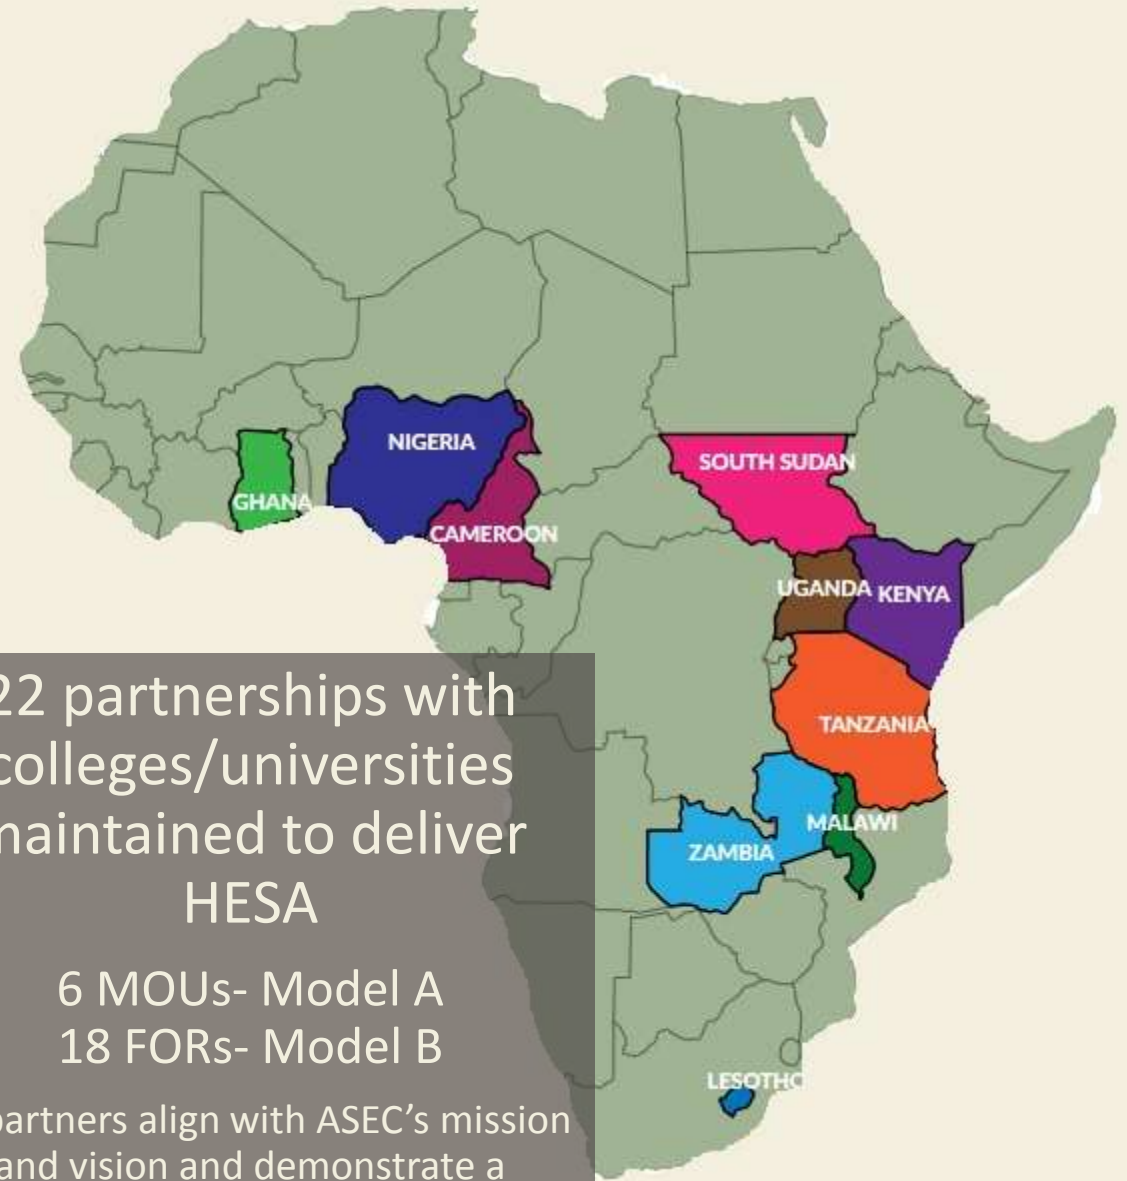 NIGERIA
SOUTH SUDAN
GHANA
CAMEROON
UGANDA
KENYA
TANZANIA
MALAWI
ZAMBIA
LESOTHO
22 partnerships with
colleges/universities
maintained to deliver
HESA
6 MOUs- Model A
18 FORs- Model B
partners align with ASEC’s mission
and vision and demonstrate a